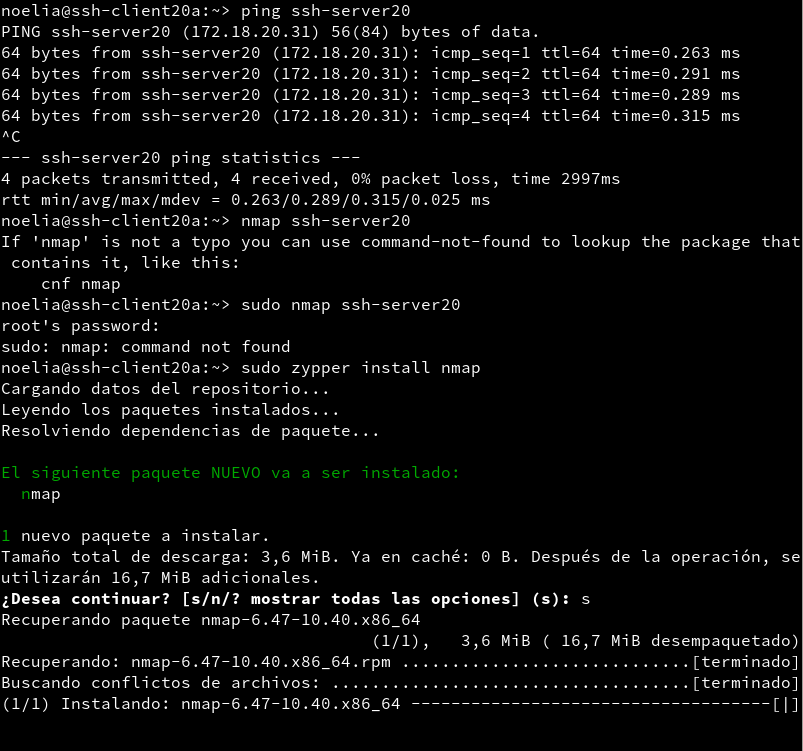 noelia@ssh-client20a:~> ping ssh-server20
PING ssh-server20 (172.18.20.31) 56(84) bytes of data.
64 bytes from ssh-server20 (172.18.20.31): icmp_seq=1 ttl=64 time=0.263 ms
64 bytes from ssh-server20 (172.18.20.31): icmp_seq=2 ttl=64 time=0.291 ms
64 bytes from ssh-server20 (172.18.20.31): icmp_seq=3 ttl=64 time=0.289 ms
64 bytes from ssh-server20 (172.18.20.31): icmp_seq=4 ttl=64 time=0.315 ms
^C
--- ssh-server20 ping statistics ---
4 packets transmitted, 4 received, 0% packet loss, time 2997ms
rtt min/avg/max/mdev = 0.263/0.289/0.315/0.025 ms
noelia@ssh-client20a:~> nmap ssh-server20
If 'nmap' is not a typo you can use command-not-found to lookup the package that
 contains it, like this:
    cnf nmap
noelia@ssh-client20a:~> sudo nmap ssh-server20
root's password:
sudo: nmap: command not found
noelia@ssh-client20a:~> sudo zypper install nmap
Cargando datos del repositorio...
Leyendo los paquetes instalados...
Resolviendo dependencias de paquete...

El siguiente paquete NUEVO va a ser instalado:
  nmap

1 nuevo paquete a instalar.
Tamaño total de descarga: 3,6 MiB. Ya en caché: 0 B. Después de la operación, se
utilizarán 16,7 MiB adicionales.
¿Desea continuar? [s/n/? mostrar todas las opciones] (s): s
Recuperando paquete nmap-6.47-10.40.x86_64
                                     (1/1),   3,6 MiB ( 16,7 MiB desempaquetado)
Recuperando: nmap-6.47-10.40.x86_64.rpm .............................[terminado]
Buscando conflictos de archivos: ....................................[terminado]
(1/1) Instalando: nmap-6.47-10.40.x86_64 ------------------------------------[|]